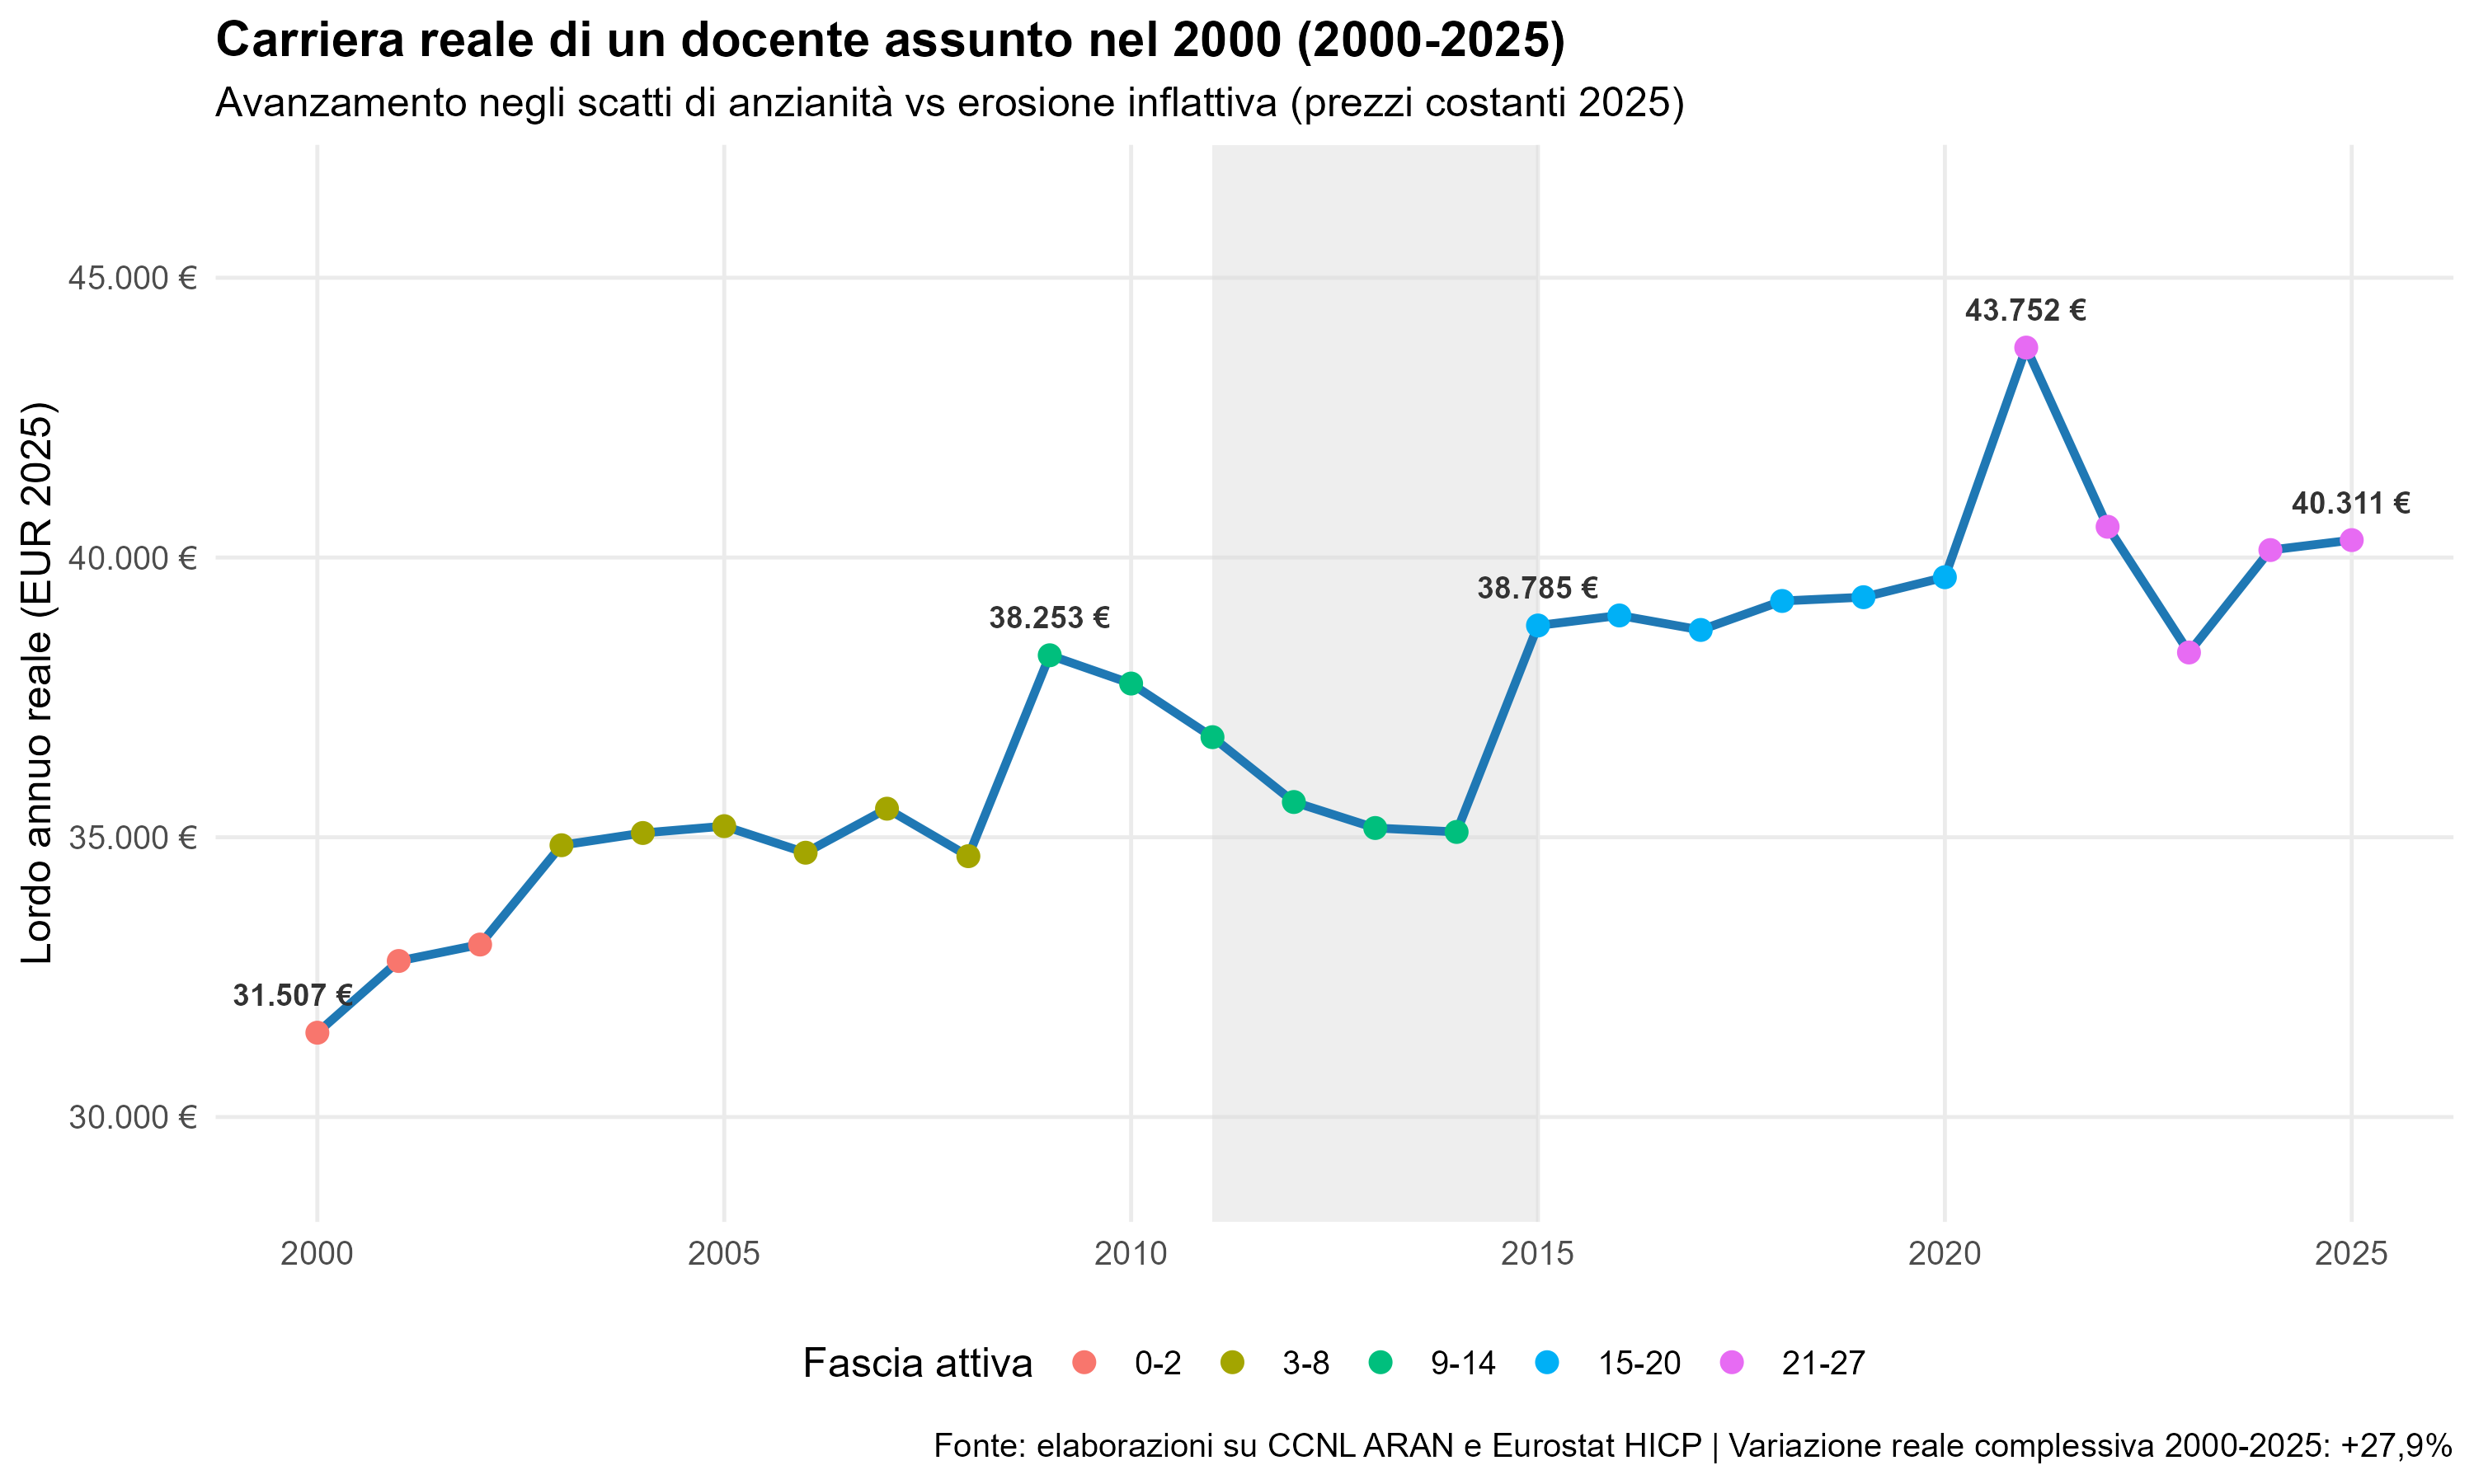 Carriera reale di un docente assunto nel 2000 (2000-2025)
Avanzamento negli scatti di anzianità vs erosione inflattiva (prezzi costanti 2025)
Lordo annuo reale (EUR 2025)
45.000 €
40.000 €
35.000 €
30.000 €
31.507 €
38.253 €
38.785 €
43.752 €
40.311 €
2000 2005 2010 2015 2020 2025
Fascia attiva 0-2 3-8 9-14 15-20 21-27
Fonte: elaborazioni su CCNL ARAN e Eurostat HICP | Variazione reale complessiva 2000-2025: +27,9%